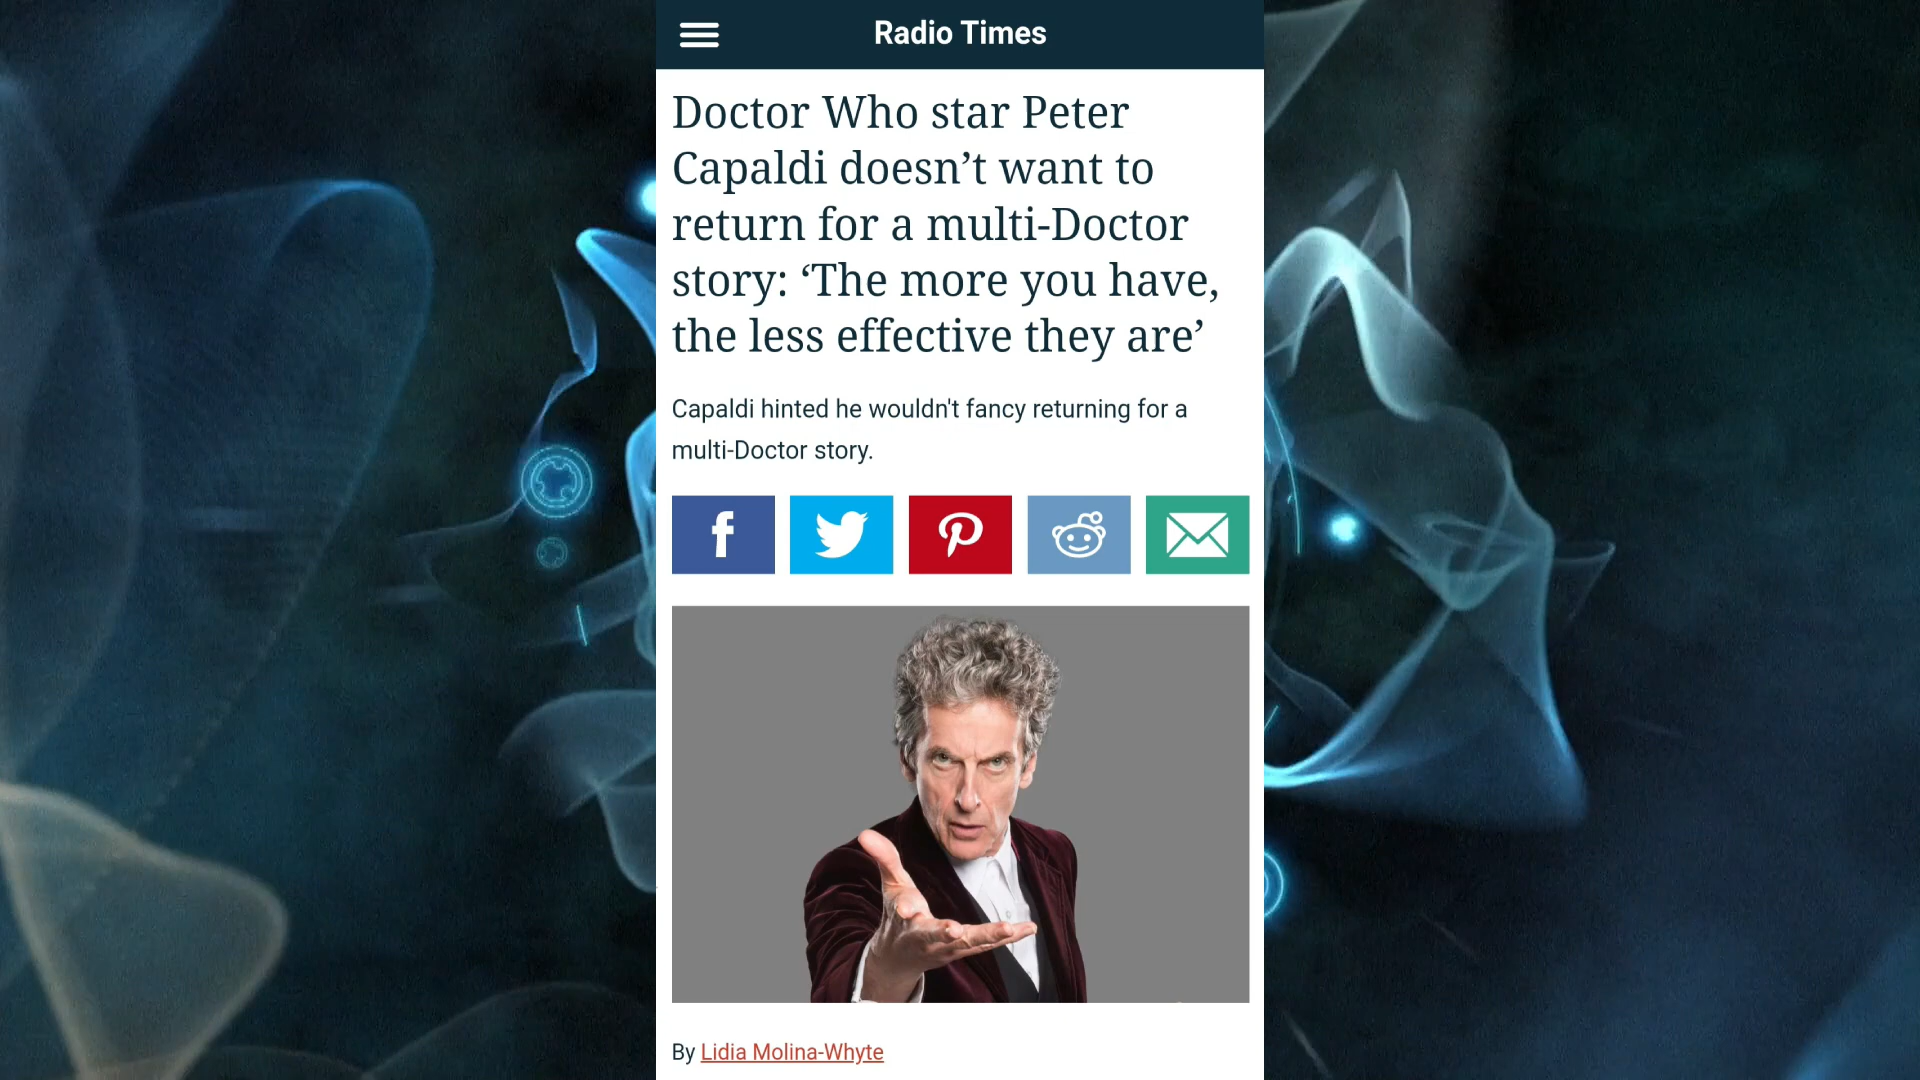 Radio Times
Doctor Who star Peter
Capaldi doesn’t want to
return for a multi-Doctor
story: ‘The more you have,
the less effective they are’
Capaldi hinted he wouldn't fancy returning for a
multi-Doctor story.
By Lidia Molina-Whyte